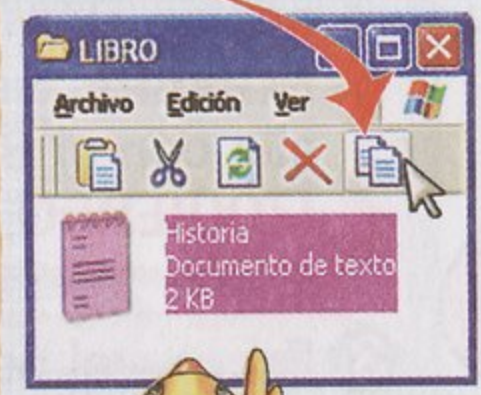 LIBRO
Archivo Edición Ver
Historia
Documento de texto
2 KB